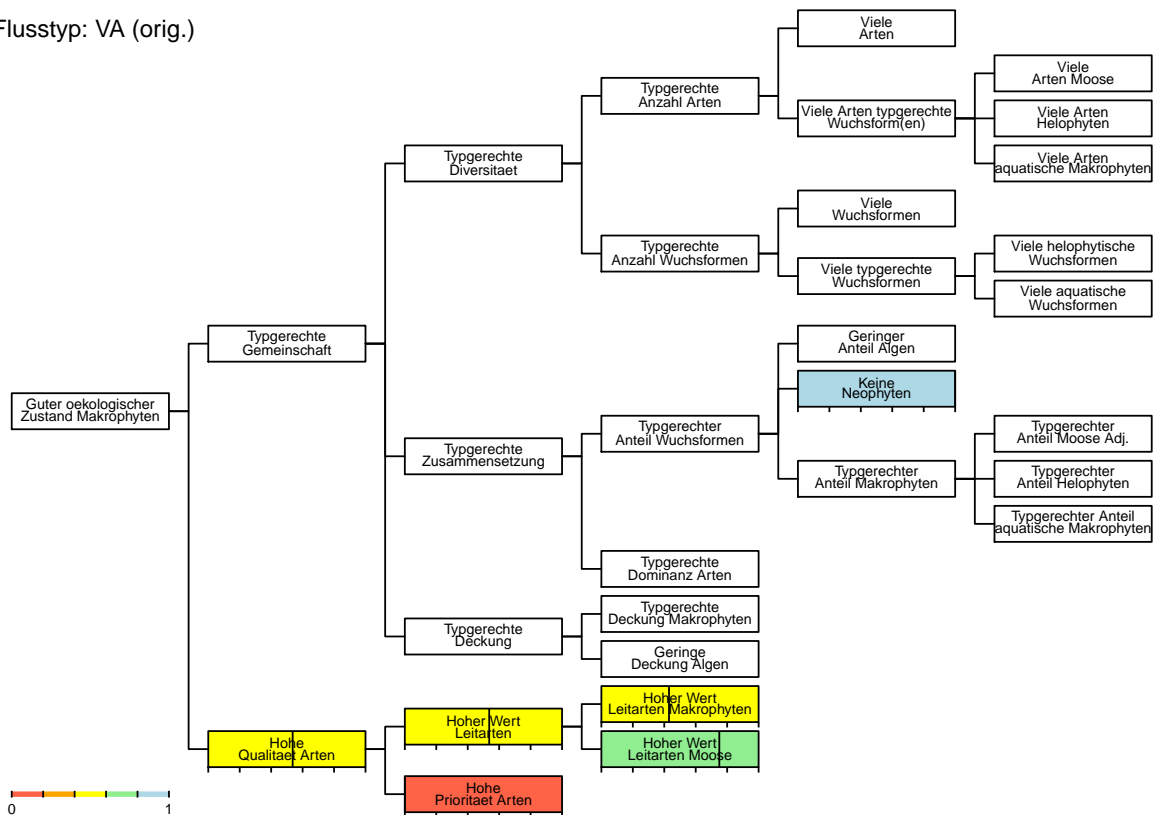 Flusstyp: VA (orig.)
Viele
Arten
Typgerechte
Anzahl Arten
Viele
Arten Moose
Viele Arten typgerechte
Wuchsform(en)
Viele Arten
Helophyten
Viele Arten
aquatische Makrophyten
Typgerechte
Diversitaet
Viele
Wuchsformen
Typgerechte
Anzahl Wuchsformen
Viele typgerechte
Wuchsformen
Viele helophytische
Wuchsformen
Viele aquatische
Wuchsformen
Typgerechte
Gemeinschaft
Geringer
Anteil Algen
Keine
Neophyten
Guter oekologischer
Zustand Makrophyten
Typgerechte
Zusammensetzung
Typgerechter
Anteil Wuchsformen
Typgerechter
Anteil Makrophyten
Typgerechter
Anteil Moose Adj.
Typgerechter
Anteil Helophyten
Typgerechter Anteil
aquatische Makrophyten
Typgerechte
Dominanz Arten
Typgerechte
Deckung
Typgerechte
Deckung Makrophyten
Geringe
Deckung Algen
Hohe
Qualitaet Arten
Hoher Wert
Leitarten
Hoher Wert
Leitarten Makrophyten
Hoher Wert
Leitarten Moose
Hohe
Prioritaet Arten
0
1